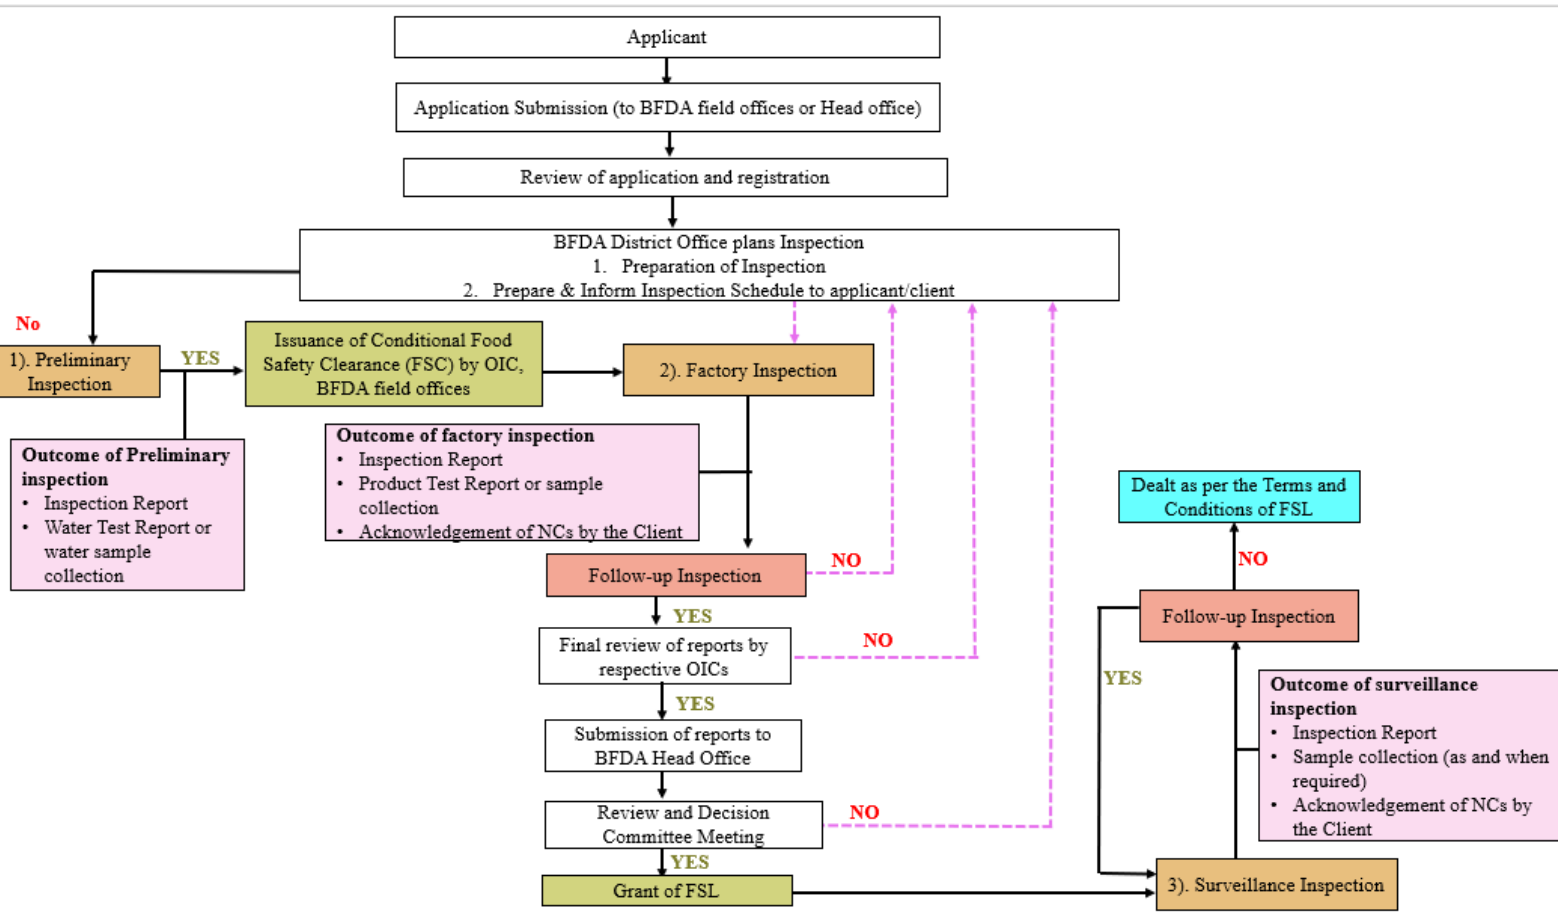 Applicant
Application Submission (to BFDA field offices or Head office)
Review of application and registration
BFDA District Office plans Inspection
1. Preparation of Inspection
2. Prepare & Inform Inspection Schedule to applicant/client
No
1). Preliminary
Inspection
YES
Issuance of Conditional Food
Safety Clearance (FSC) by OIC,
BFDA field offices
2). Factory Inspection
Outcome of Preliminary
inspection
• Inspection Report
• Water Test Report or
water sample
collection
Outcome of factory inspection
• Inspection Report
• Product Test Report or sample
collection
• Acknowledgement of NCs by the Client
Follow-up Inspection
NO
YES
Final review of reports by
respective OICs
NO
YES
Submission of reports to
BFDA Head Office
Review and Decision
Committee Meeting
NO
YES
Grant of FSL
Dealt as per the Terms and
Conditions of FSL
NO
Follow-up Inspection
YES
Outcome of surveillance
inspection
• Inspection Report
• Sample collection (as and when
required)
• Acknowledgement of NCs by
the Client
3). Surveillance Inspection